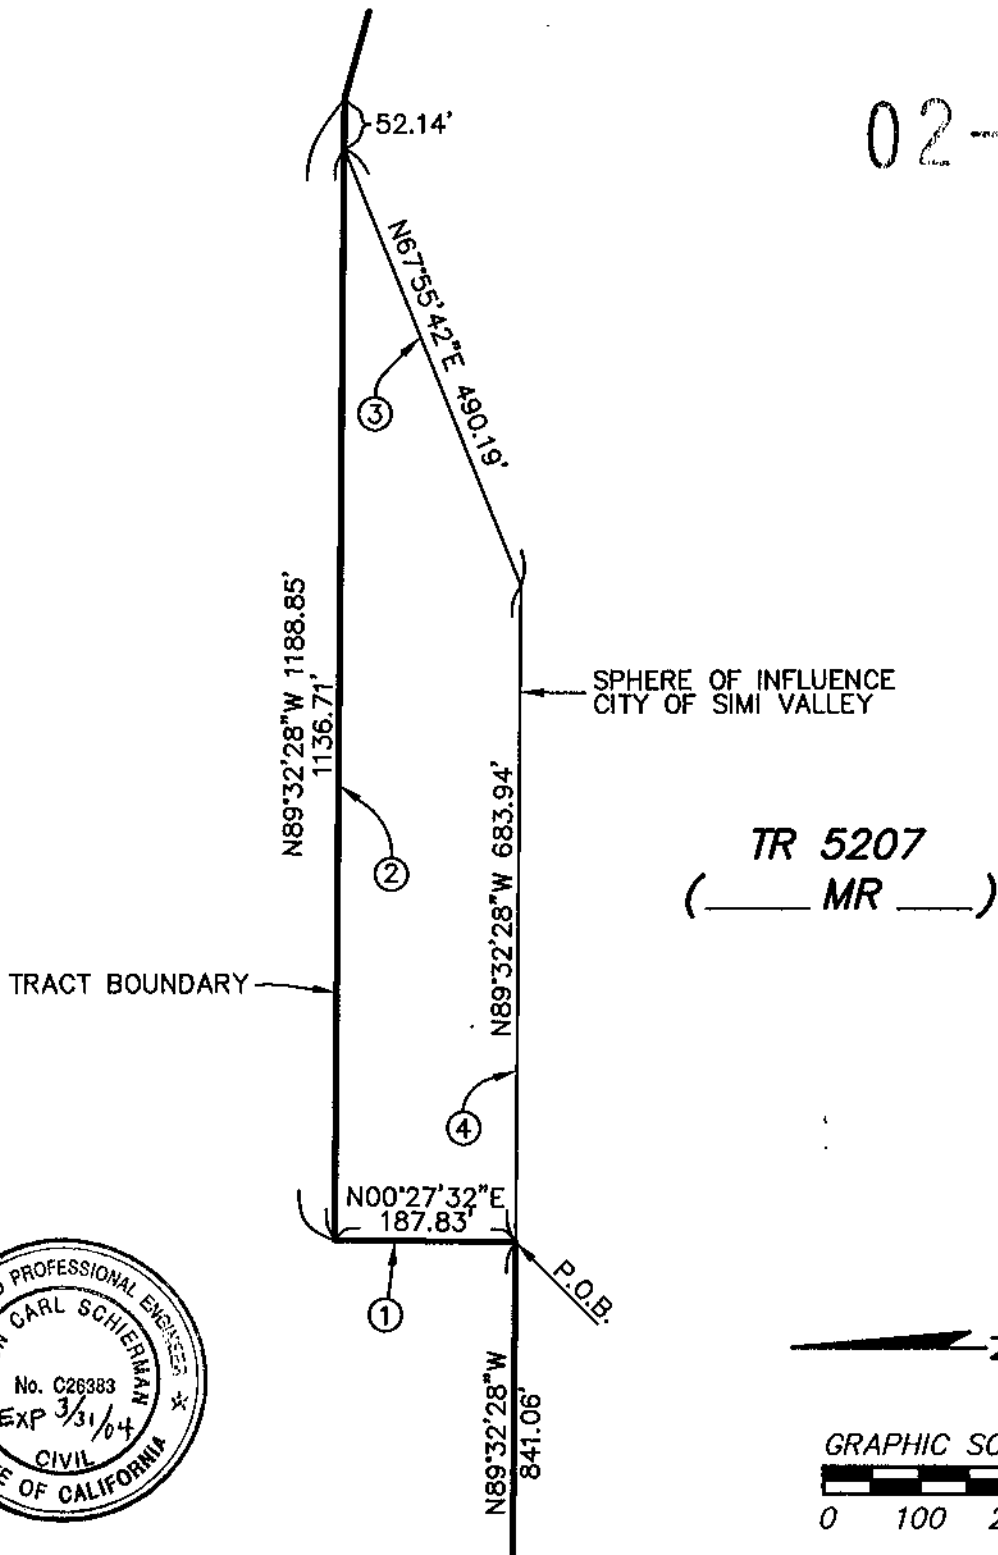 02-
52.14'
N67°55'42"E 490.19'
3
N89°32'28"W 1188.85'
1136.71'
SPHERE OF INFLUENCE
CITY OF SIMI VALLEY
N89°32'28"W 683.94'
TR 5207
( MR )
2
TRACT BOUNDARY
4
N00°27'32"E
187.83'
P.O.B.
1
PROFESSIONAL ENGINEER
CARL SCHIERMAN
No. C26383
EXP 3/31/04
CIVIL
OF CALIFORNIA
N89°32'28"W
841.06'
GRAPHIC
0 100